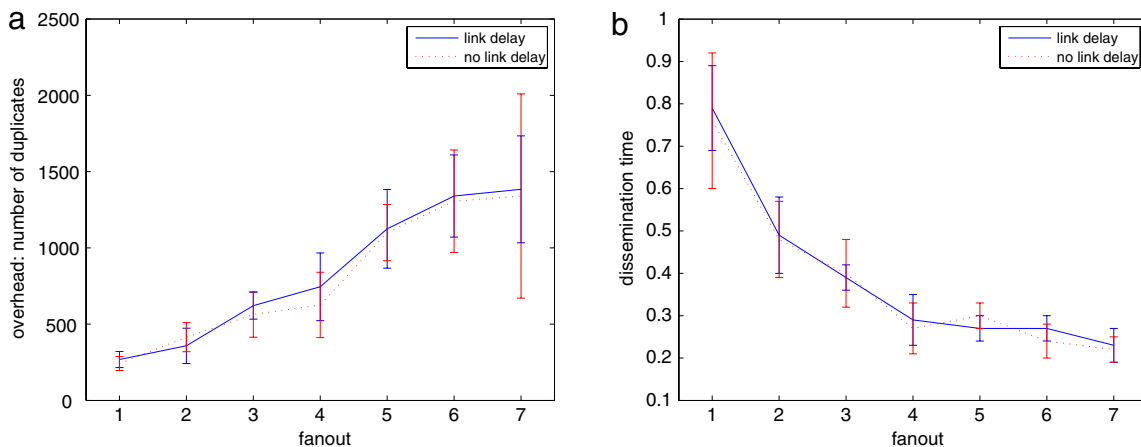 a
2500
2000
1500
1000
500
0
overhead: number of duplicates
link delay
no link delay
1 2 3 4 5 6 7
fanout
b
1
0.9
0.8
0.7
0.6
0.5
0.4
0.3
0.2
0.1
dissemination time
link delay
no link delay
1 2 3 4 5 6 7
fanout